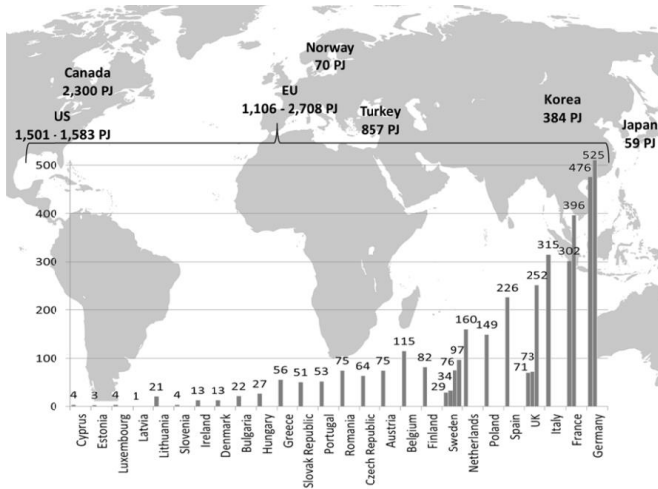 Norway
70 PJ
Canada
2,300 PJ
EU
1,106 - 2,708 PJ
US
1,501 - 1,583 PJ
Turkey
857 PJ
Korea
384 PJ
Japan
59 PJ
500
400
300
200
100
0
4
3
4
1
21
4
13
13
22
27
56
51
53
75
64
75
115
82
29
34
76
97
160
149
226
71
73
252
315
302
396
476
525
Cyprus
Estonia
Luxembourg
Latvia
Lithuania
Slovenia
Ireland
Denmark
Bulgaria
Hungary
Greece
Slovak Republic
Portugal
Romania
Czech Republic
Austria
Belgium
Finland
Sweden
Netherlands
Poland
Spain
UK
Italy
France
Germany